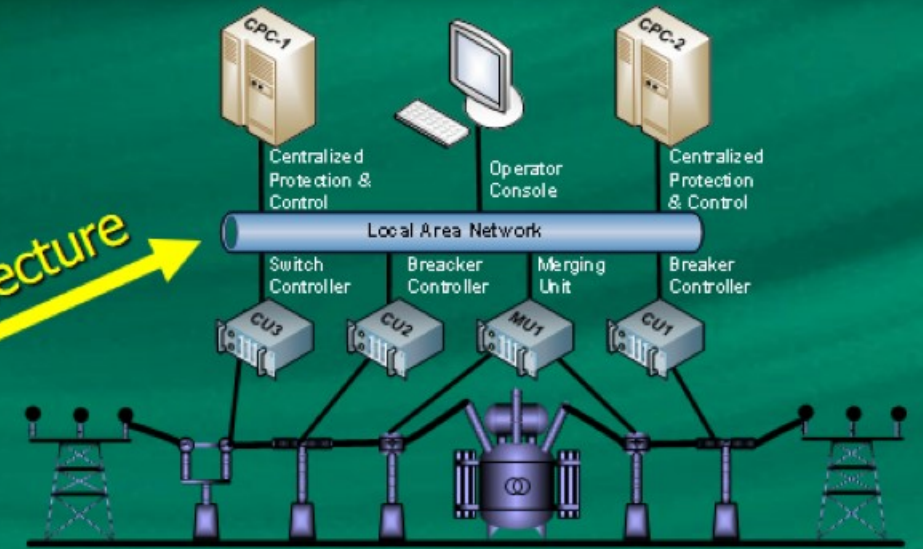 CPC-1
CPC-2
Centralized
Protection &
Control
Operator
Console
Centralized
Protection
& Control
ecture
Local Area Network
Switch
Controller
Breacker
Controller
Merging
Unit
Breaker
Controller
CU3
CU2
MU1
CU1